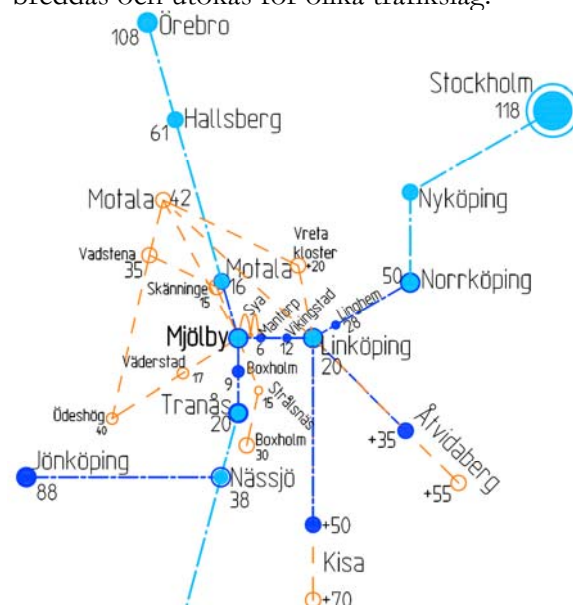 breddas och utökas för olika trafikslag.
Örebro
108
Stockholm
118
Hallsberg
61
Motala 42
Nyköping
Vreta
kloster
+20
Vadstena
35
Motala
16
Skänninge
15
50 Norrköping
Sya
Mantorp
Vikingstad
Linghem
28
Mjölby
6
12
Linköping
20
Väderstad
17
9
Boxholm
Strålsnäs
15
Tranås
20
Ödeshög
40
Boxholm
30
+35
Åtvidaberg
+55
Jönköping
88
Nässjö
38
+50
Kisa
+70